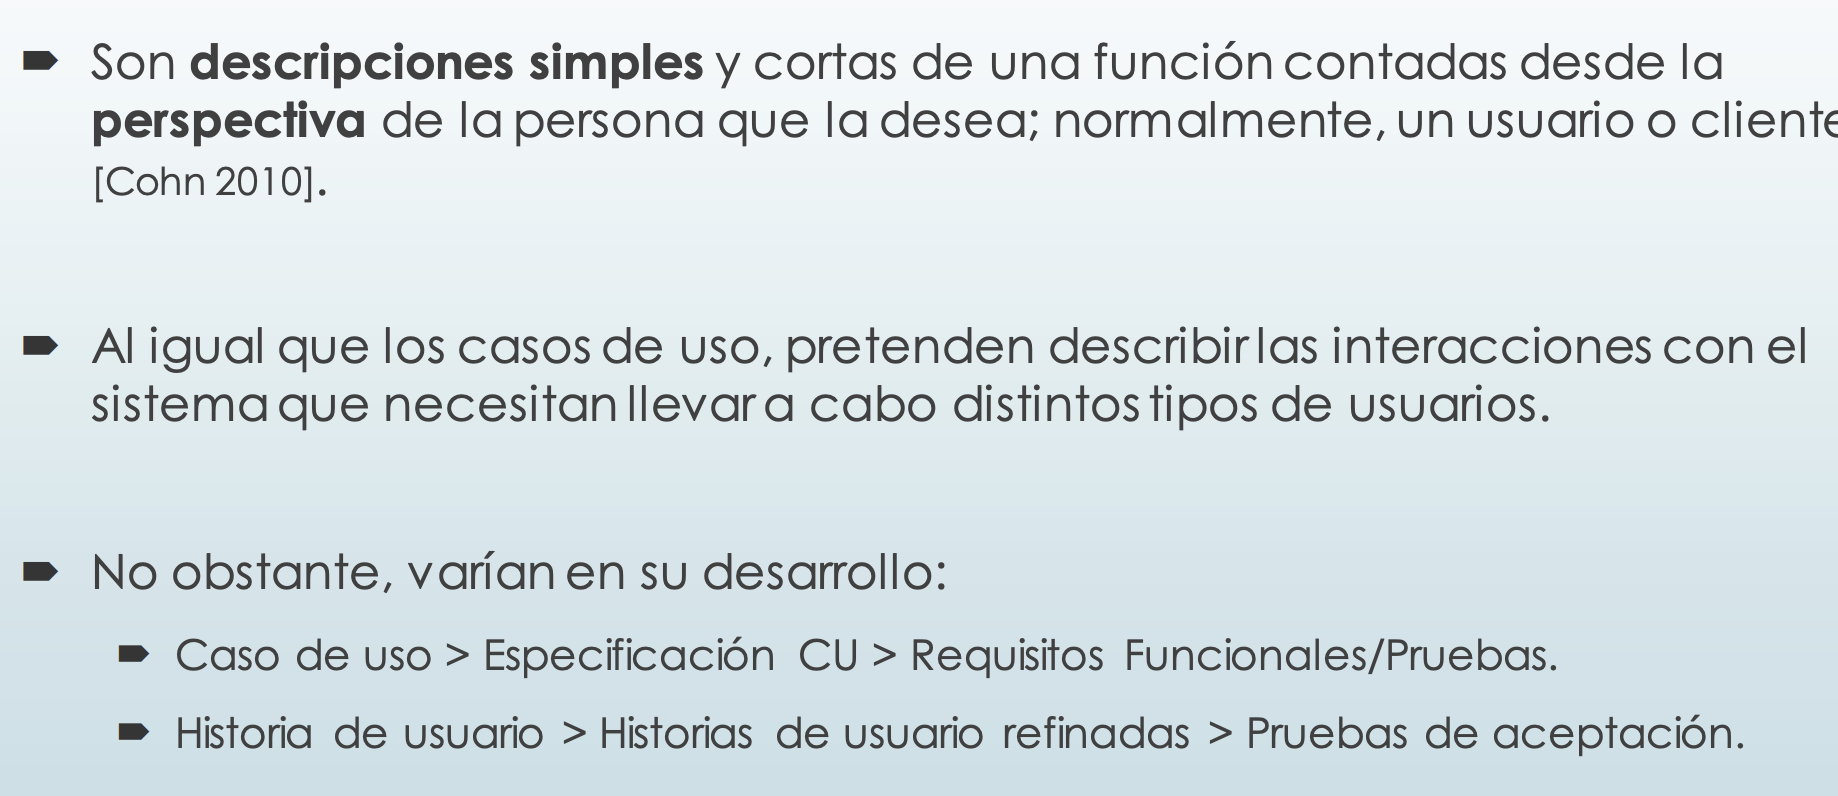 Son descripciones simples y cortas de una función contadas desde la
perspectiva de la persona que la desea; normalmente, un usuario o cliente
[Cohn 2010].
Al igual que los casos de uso, pretenden describir las interacciones con el
sistema que necesitan llevar a cabo distintos tipos de usuarios.
No obstante, varían en su desarrollo:
Caso de uso > Especificación CU > Requisitos Funcionales/Pruebas.
Historia de usuario > Historias de usuario refinadas > Pruebas de aceptación.